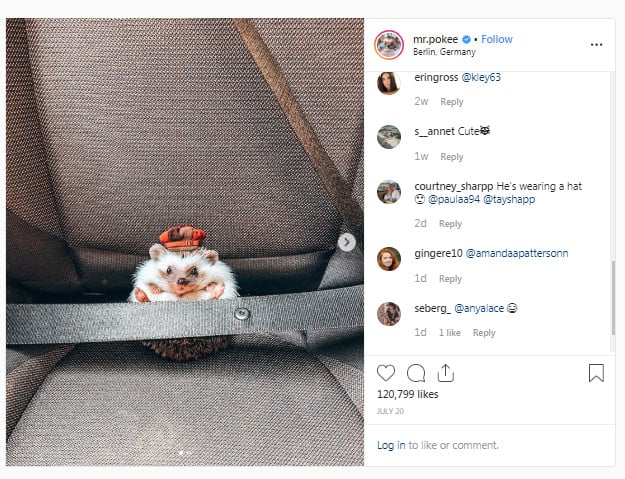 mr.pokee • Follow
Berlin, Germany
eringross @kley63
2w Reply
s__annet Cute
1w Reply
courtney_sharpp He's wearing a hat
@paulaa94 @tayshapp
2d Reply
gingere10 @amandaapattersonn
1d Reply
seberg_ @anyalace
1d 1 like Reply
120,799 likes
JULY 20
Log in to like or comment.